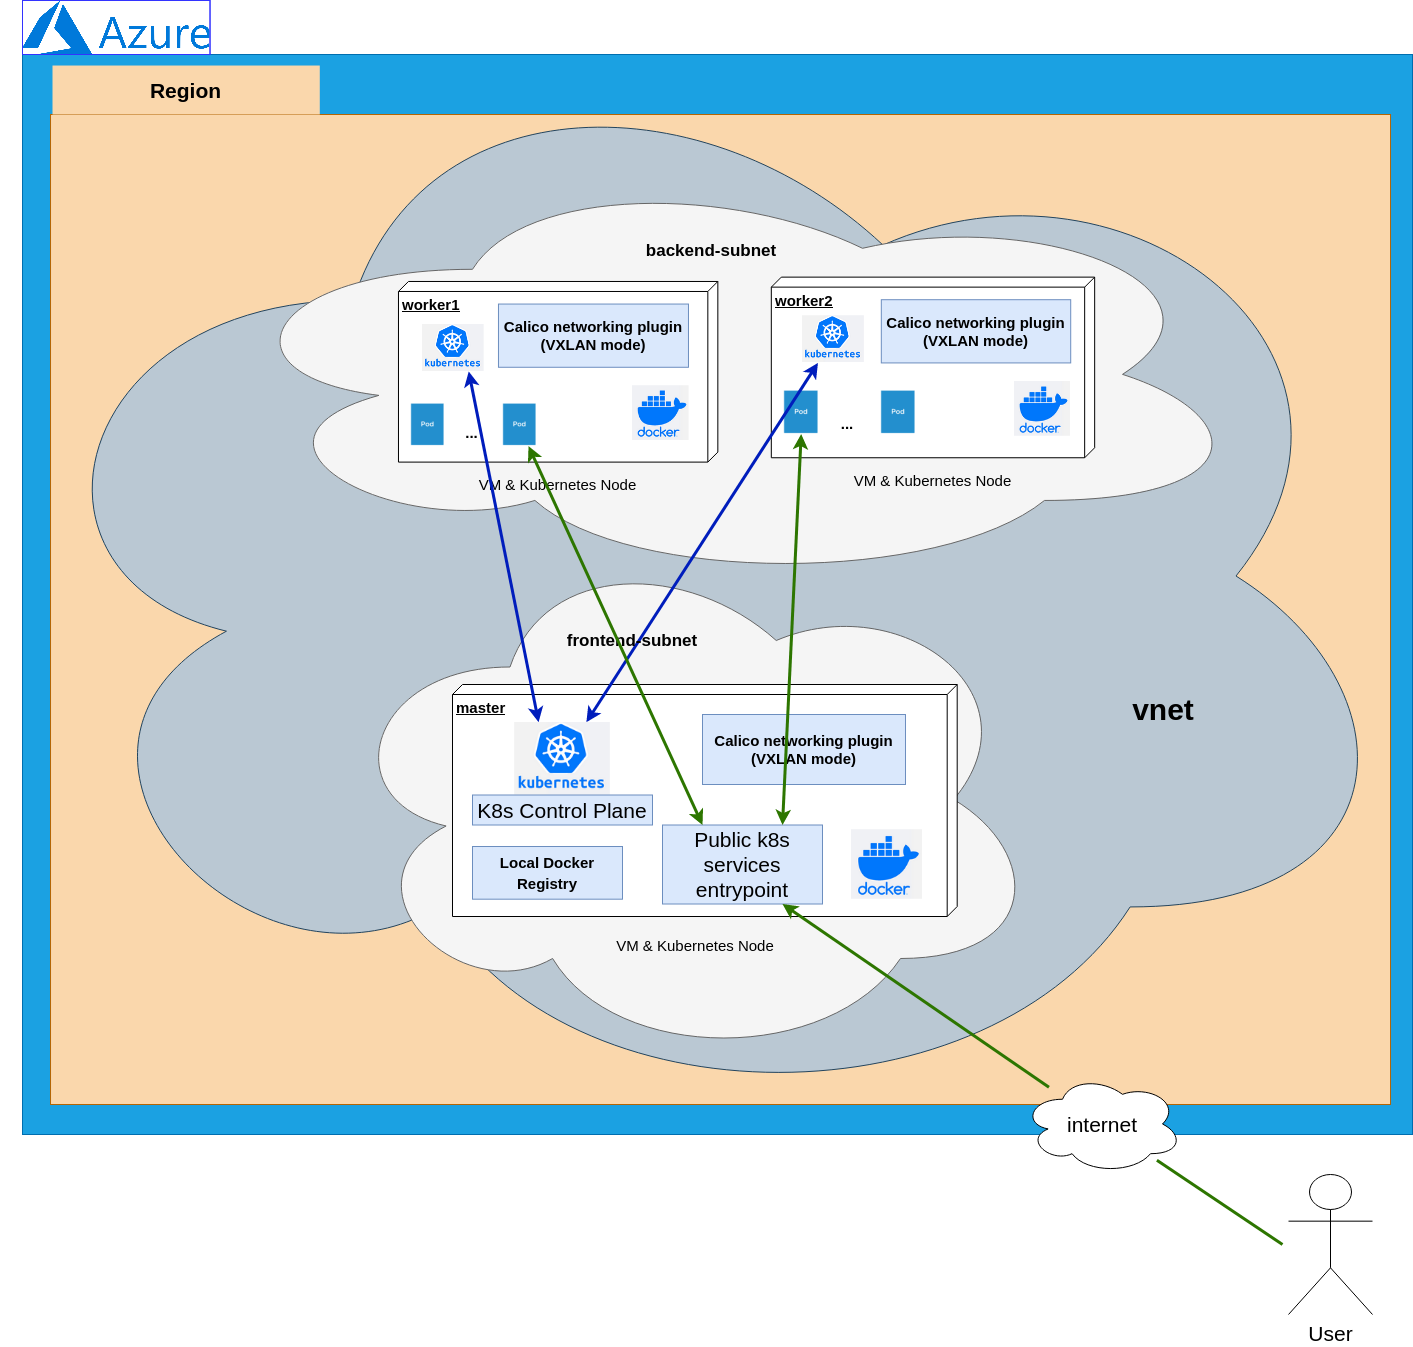 Azure
Region
backend-subnet
worker1
Calico networking plugin
(VXLAN mode)
kubernetes
Pod
...
Pod
docker
VM & Kubernetes Node
worker2
Calico networking plugin
(VXLAN mode)
kubernetes
Pod
...
Pod
docker
VM & Kubernetes Node
frontend-subnet
vnet
master
Calico networking plugin
(VXLAN mode)
kubernetes
K8s Control Plane
Public k8s
services
entrypoint
Local Docker
Registry
docker
VM & Kubernetes Node
internet
User